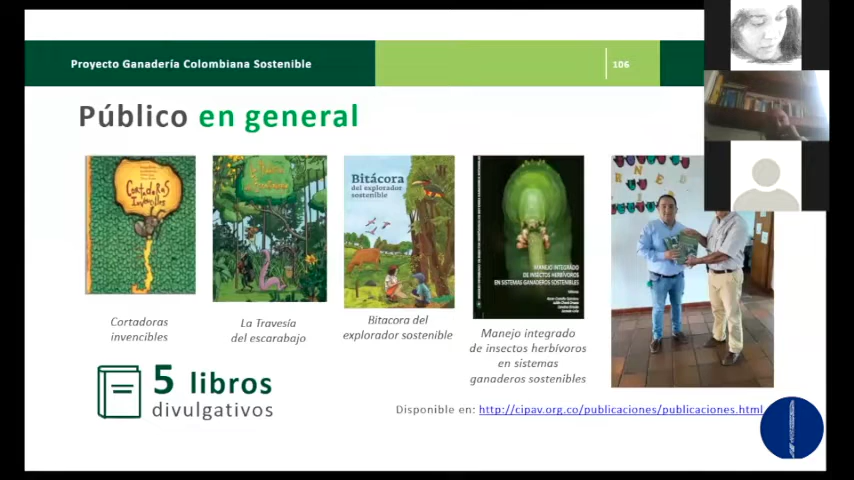 Proyecto Ganadería Colombiana Sostenible
106
Público en general
Cortadoras
Invencibles
Bitácora
del explorador
sostenible
MANEJO INTEGRADO
DE INSECTOS HERBÍVOROS
EN SISTEMAS GANADEROS SOSTENIBLES
Cortadoras
invencibles
La Travesía
del escarabajo
Bitacora del
explorador sostenible
Manejo integrado
de insectos herbívoros
en sistemas
ganaderos sostenibles
5 libros
divulgativos
Disponible en: http://cipav.org.co/publicaciones/publicaciones.html